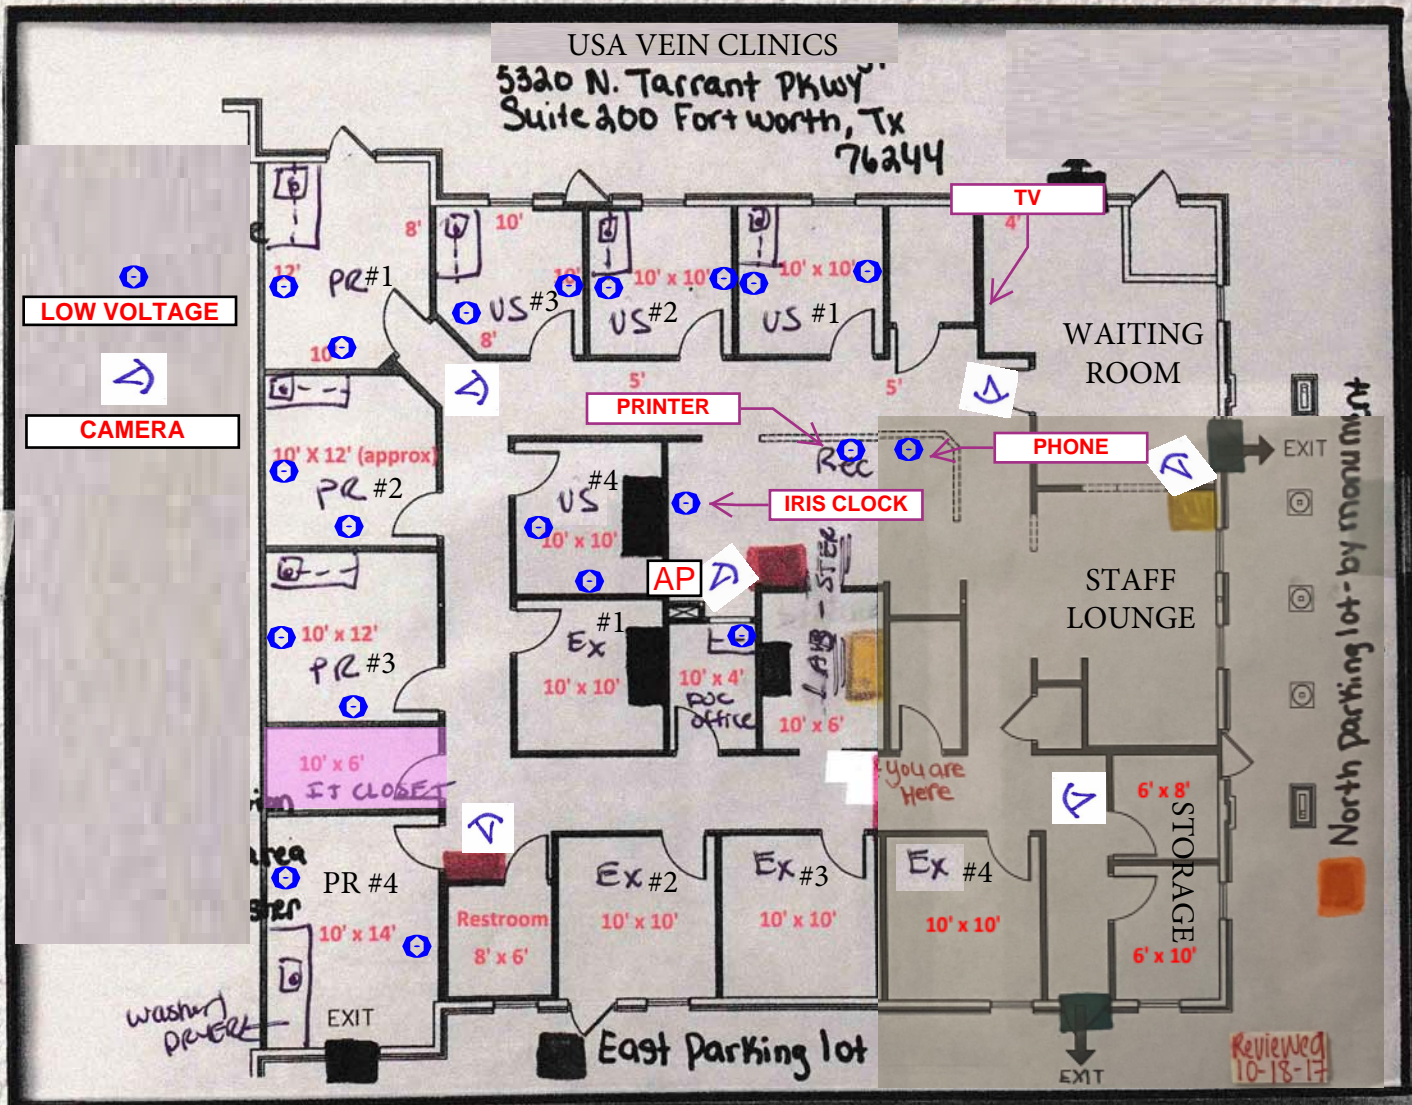 USA VEIN CLINICS
5320 N. Tarrant PKwy
Suite 200 Fort worth, Tx
76244
TV
4'
8'
10'
12'
PR#1
10'
10' x 10'
10' x 10'
LOW VOLTAGE
US #3
US #2
US #1
8'
10'
WAITING
ROOM
5'
5'
CAMERA
PRINTER
PHONE
EXIT
10' X 12' (approx)
REC
PR #2
#4
US
IRIS CLOCK
10' x 10'
AP
STAFF
LOUNGE
LAB - STER
North Parking lot - by monument
#1
Ex
10' x 12'
PR #3
10' x 10'
10' x 4'
DOC
office
10' x 6'
10' x 6'
IT CLOSET
you are
Here
6' x 8'
STORAGE
area
PR #4
Ex #2
Ex #3
Ex #4
10' x 14'
Restroom
8' x 6'
10' x 10'
10' x 10'
10' x 10'
6' x 10'
washer/
DRYER
EXIT
East Parking lot
EXIT
Reviewed
10-18-17